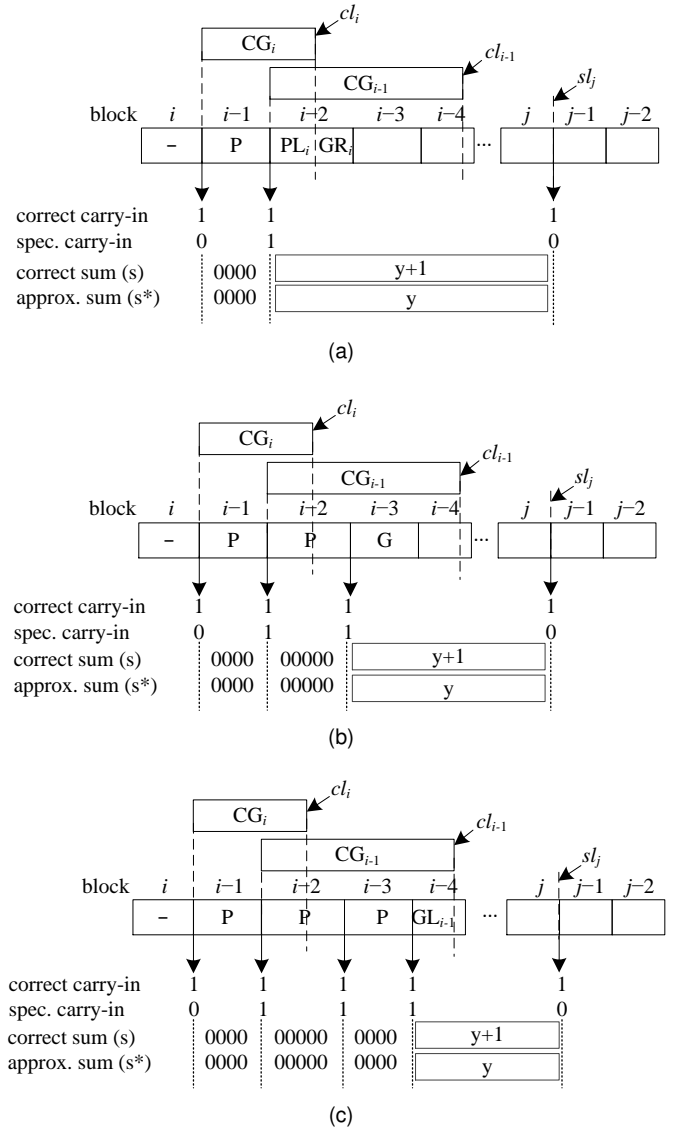 cl_i
CG_i
cl_{i-1}
CG_{i-1}
sl_j
block i i−1 i−2 i−3 i−4 j j−1 j−2
– P PL_i GR_i ...
correct carry-in 1 1 1
spec. carry-in 0 1 0
correct sum (s) 0000 y+1
approx. sum (s*) 0000 y
(a)
cl_i
CG_i
cl_{i-1}
CG_{i-1}
sl_j
block i i−1 i−2 i−3 i−4 j j−1 j−2
– P P G ...
correct carry-in 1 1 1 1
spec. carry-in 0 1 1 0
correct sum (s) 0000 00000 y+1
approx. sum (s*) 0000 00000 y
(b)
cl_i
CG_i
cl_{i-1}
CG_{i-1}
sl_j
block i i−1 i−2 i−3 i−4 j j−1 j−2
– P P P GL_{i-1} ...
correct carry-in 1 1 1 1 1
spec. carry-in 0 1 1 1 0
correct sum (s) 0000 00000 0000 y+1
approx. sum (s*) 0000 00000 0000 y
(c)